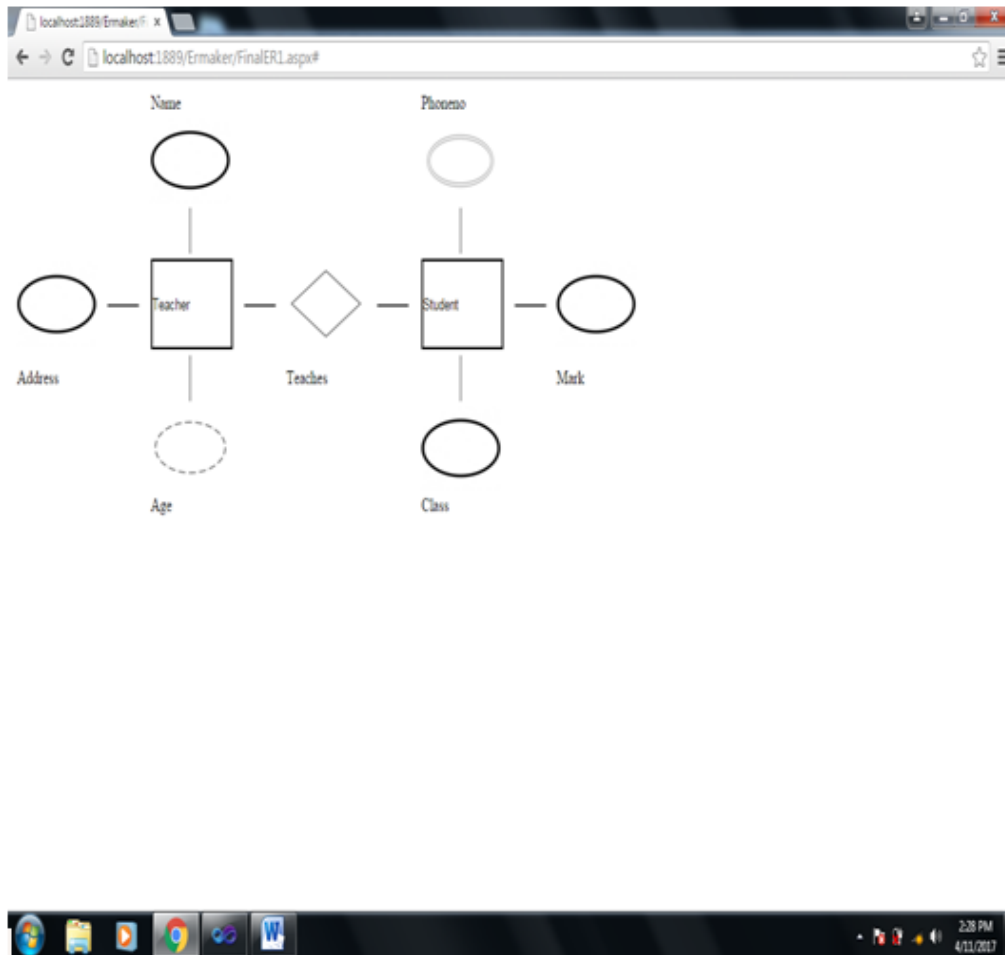 localhost:1889/Ermaker/F
localhost:1889/Ermaker/FinalER1.aspx#
Name Phoneno
Teacher Student
Address Teaches Mark
Age Class
2:28 PM
4/11/2017